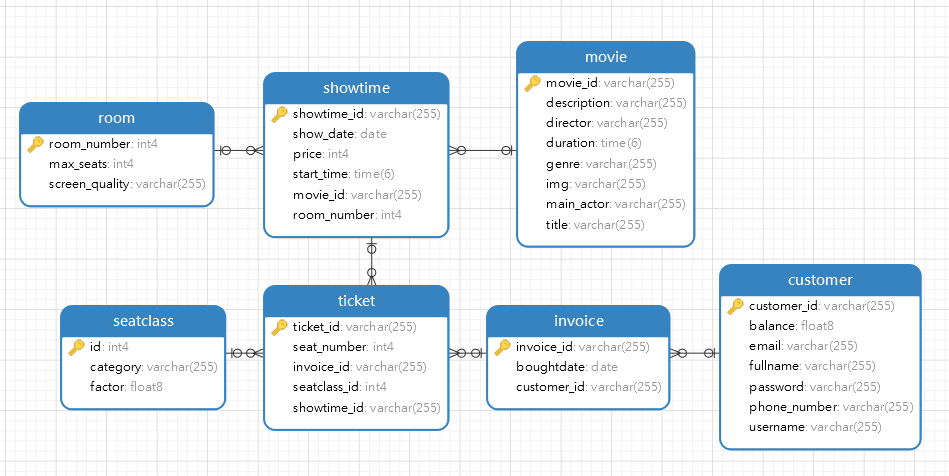 room
room_number: int4
max_seats: int4
screen_quality: varchar(255)
showtime
showtime_id: varchar(255)
show_date: date
price: int4
start_time: time(6)
movie_id: varchar(255)
room_number: int4
movie
movie_id: varchar(255)
description: varchar(255)
director: varchar(255)
duration: time(6)
genre: varchar(255)
img: varchar(255)
main_actor: varchar(255)
title: varchar(255)
seatclass
id: int4
category: varchar(255)
factor: float8
ticket
ticket_id: varchar(255)
seat_number: int4
invoice_id: varchar(255)
seatclass_id: int4
showtime_id: varchar(255)
invoice
invoice_id: varchar(255)
boughtdate: date
customer_id: varchar(255)
customer
customer_id: varchar(255)
balance: float8
email: varchar(255)
fullname: varchar(255)
password: varchar(255)
phone_number: varchar(255)
username: varchar(255)